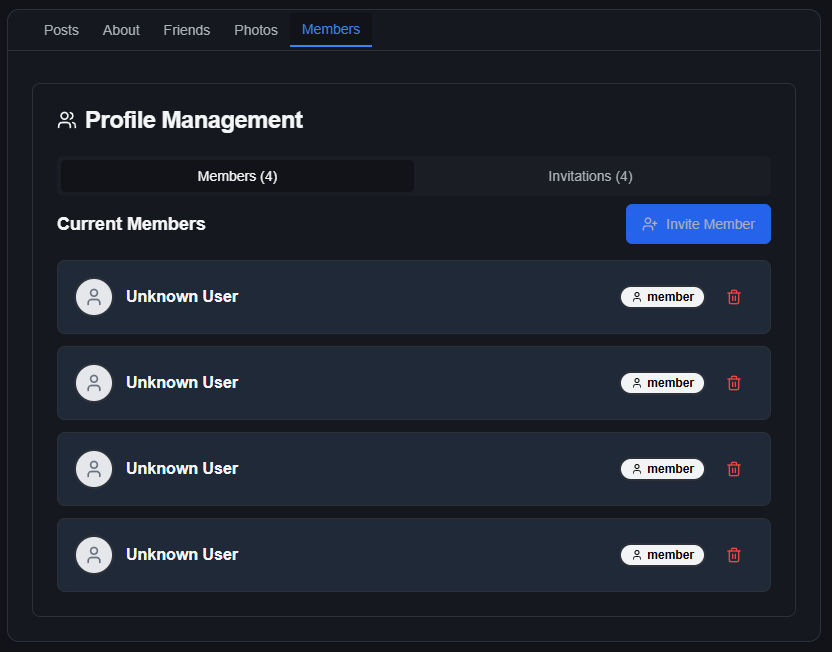 Posts About Friends Photos Members
Profile Management
Members (4) Invitations (4)
Current Members Invite Member
Unknown User member
Unknown User member
Unknown User member
Unknown User member